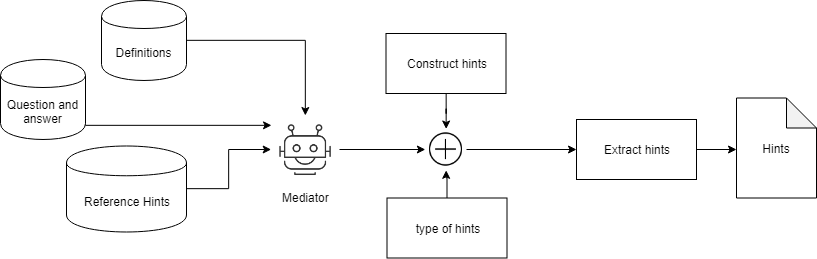 Definitions
Question and
answer
Reference Hints
Mediator
Construct hints
type of hints
Extract hints
Hints